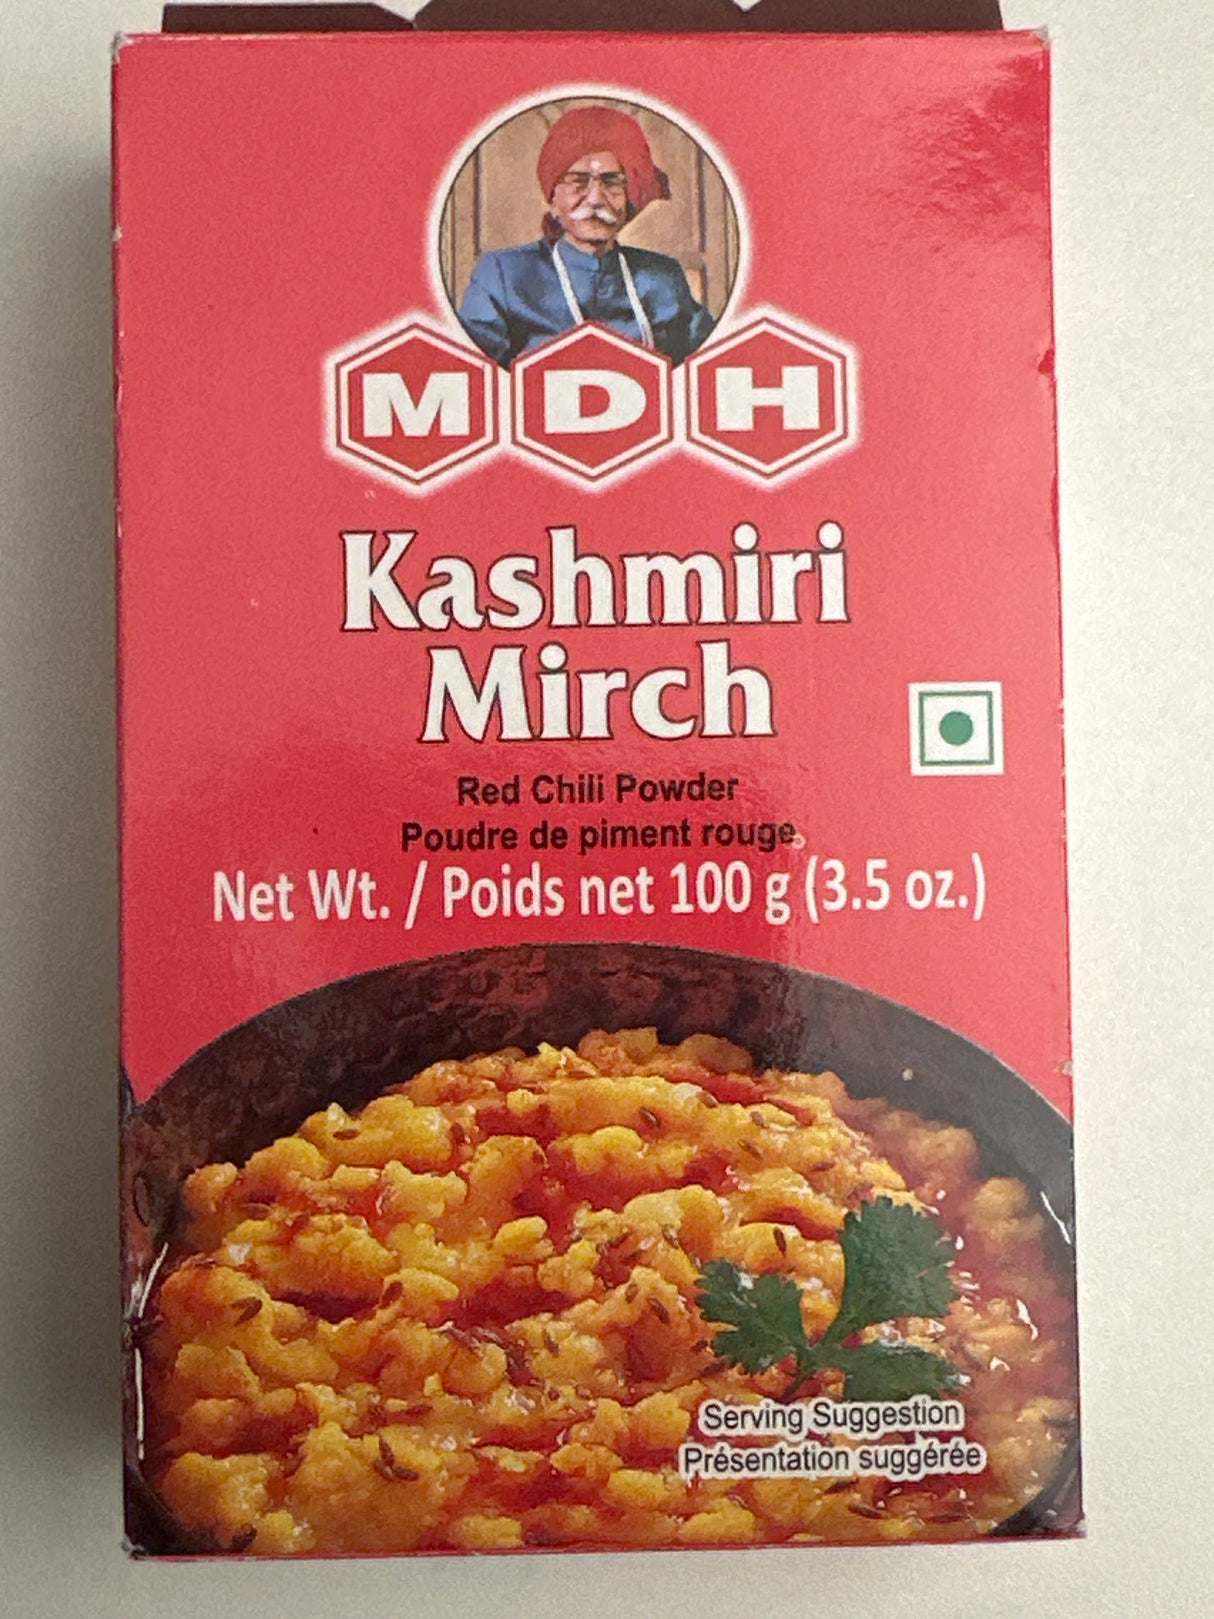 MDH
Kashmiri
Mirch
Red Chili Powder
Poudre de piment rouge
Net Wt. / Poids net 100 g (3.5 oz.)
Serving Suggestion
Présentation suggérée